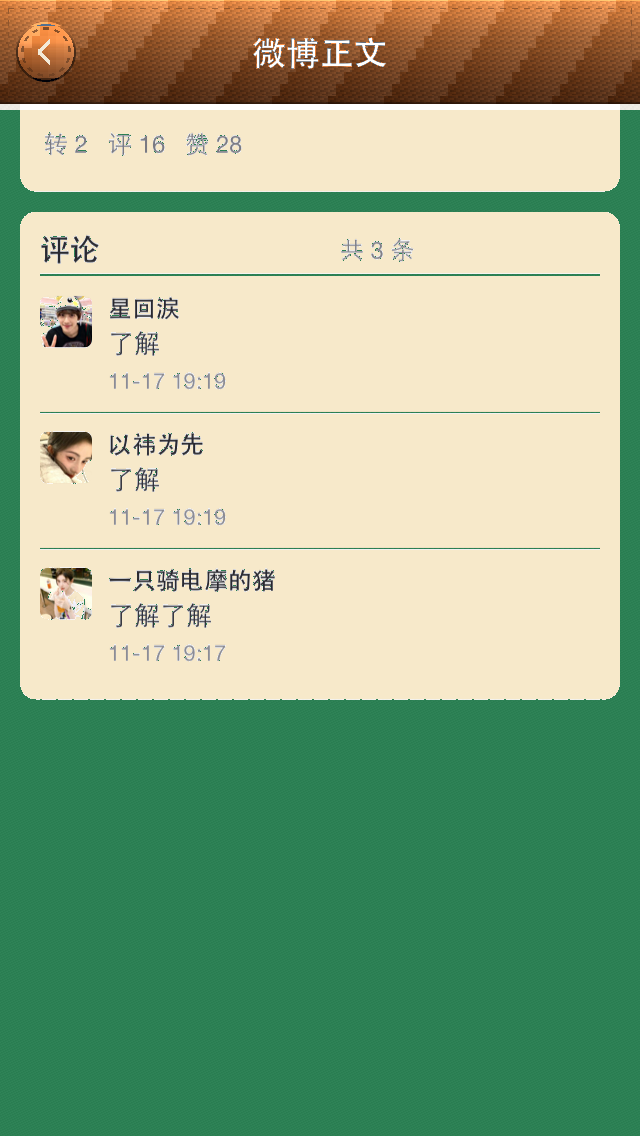 微博正文
转 2 评 16 赞 28
评论 共 3 条
星回涙
了解
11-17 19:19
以祎为先
了解
11-17 19:19
一只骑电摩的猪
了解了解
11-17 19:17